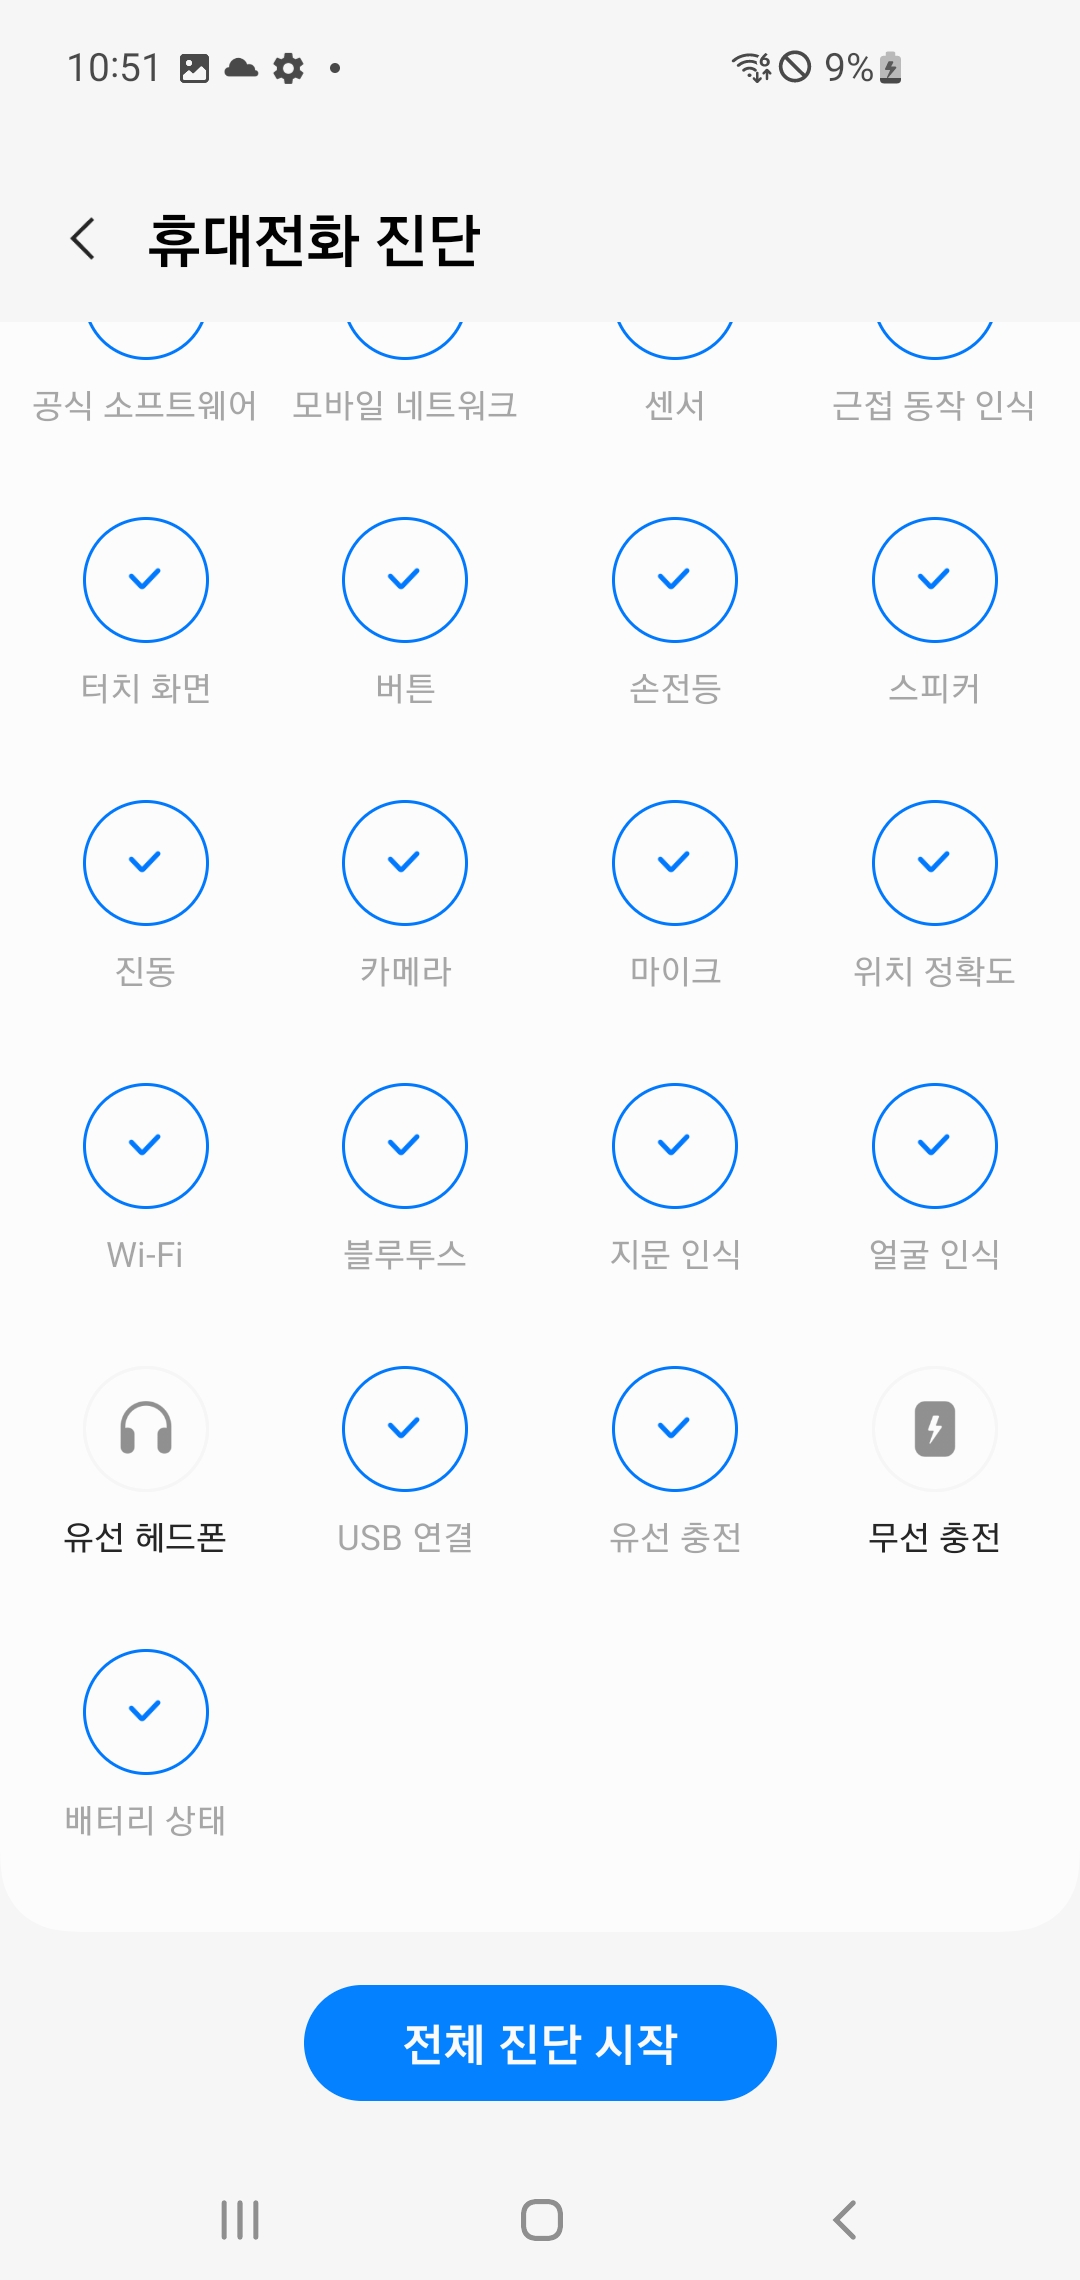 10:51 9%
휴대전화 진단
공식 소프트웨어 모바일 네트워크 센서 근접 동작 인식
터치 화면 버튼 손전등 스피커
진동 카메라 마이크 위치 정확도
Wi-Fi 블루투스 지문 인식 얼굴 인식
유선 헤드폰 USB 연결 유선 충전 무선 충전
배터리 상태
전체 진단 시작